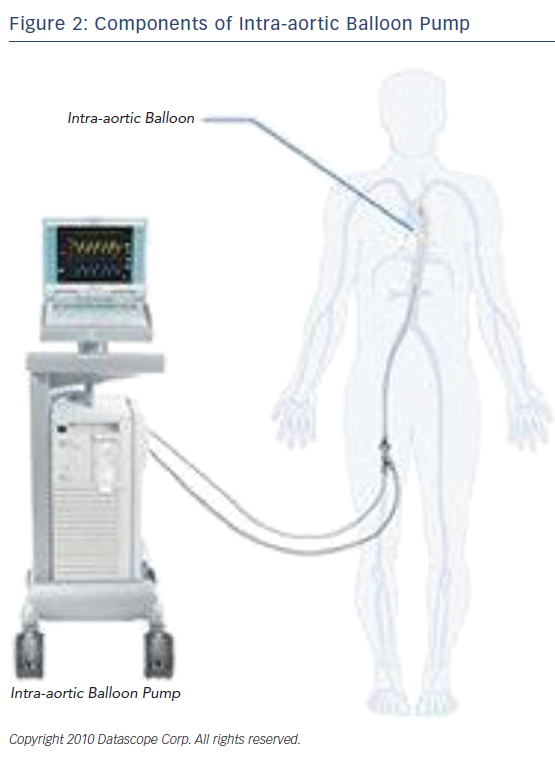 Figure 2: Components of Intra-aortic Balloon Pump
Intra-aortic Balloon
Intra-aortic Balloon Pump
Copyright 2010 Datascope Corp. All rights reserved.